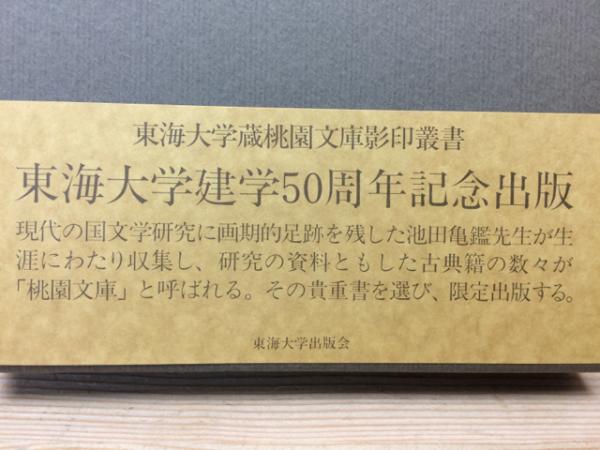 東海大学蔵桃園文庫影印叢書
東海大学建学50周年記念出版
現代の国文学研究に画期的足跡を残した池田亀鑑先生が生
涯にわたり収集し、研究の資料ともした古典籍の数々が
「桃園文庫」と呼ばれる。その貴重書を選び、限定出版する。
東海大学出版会